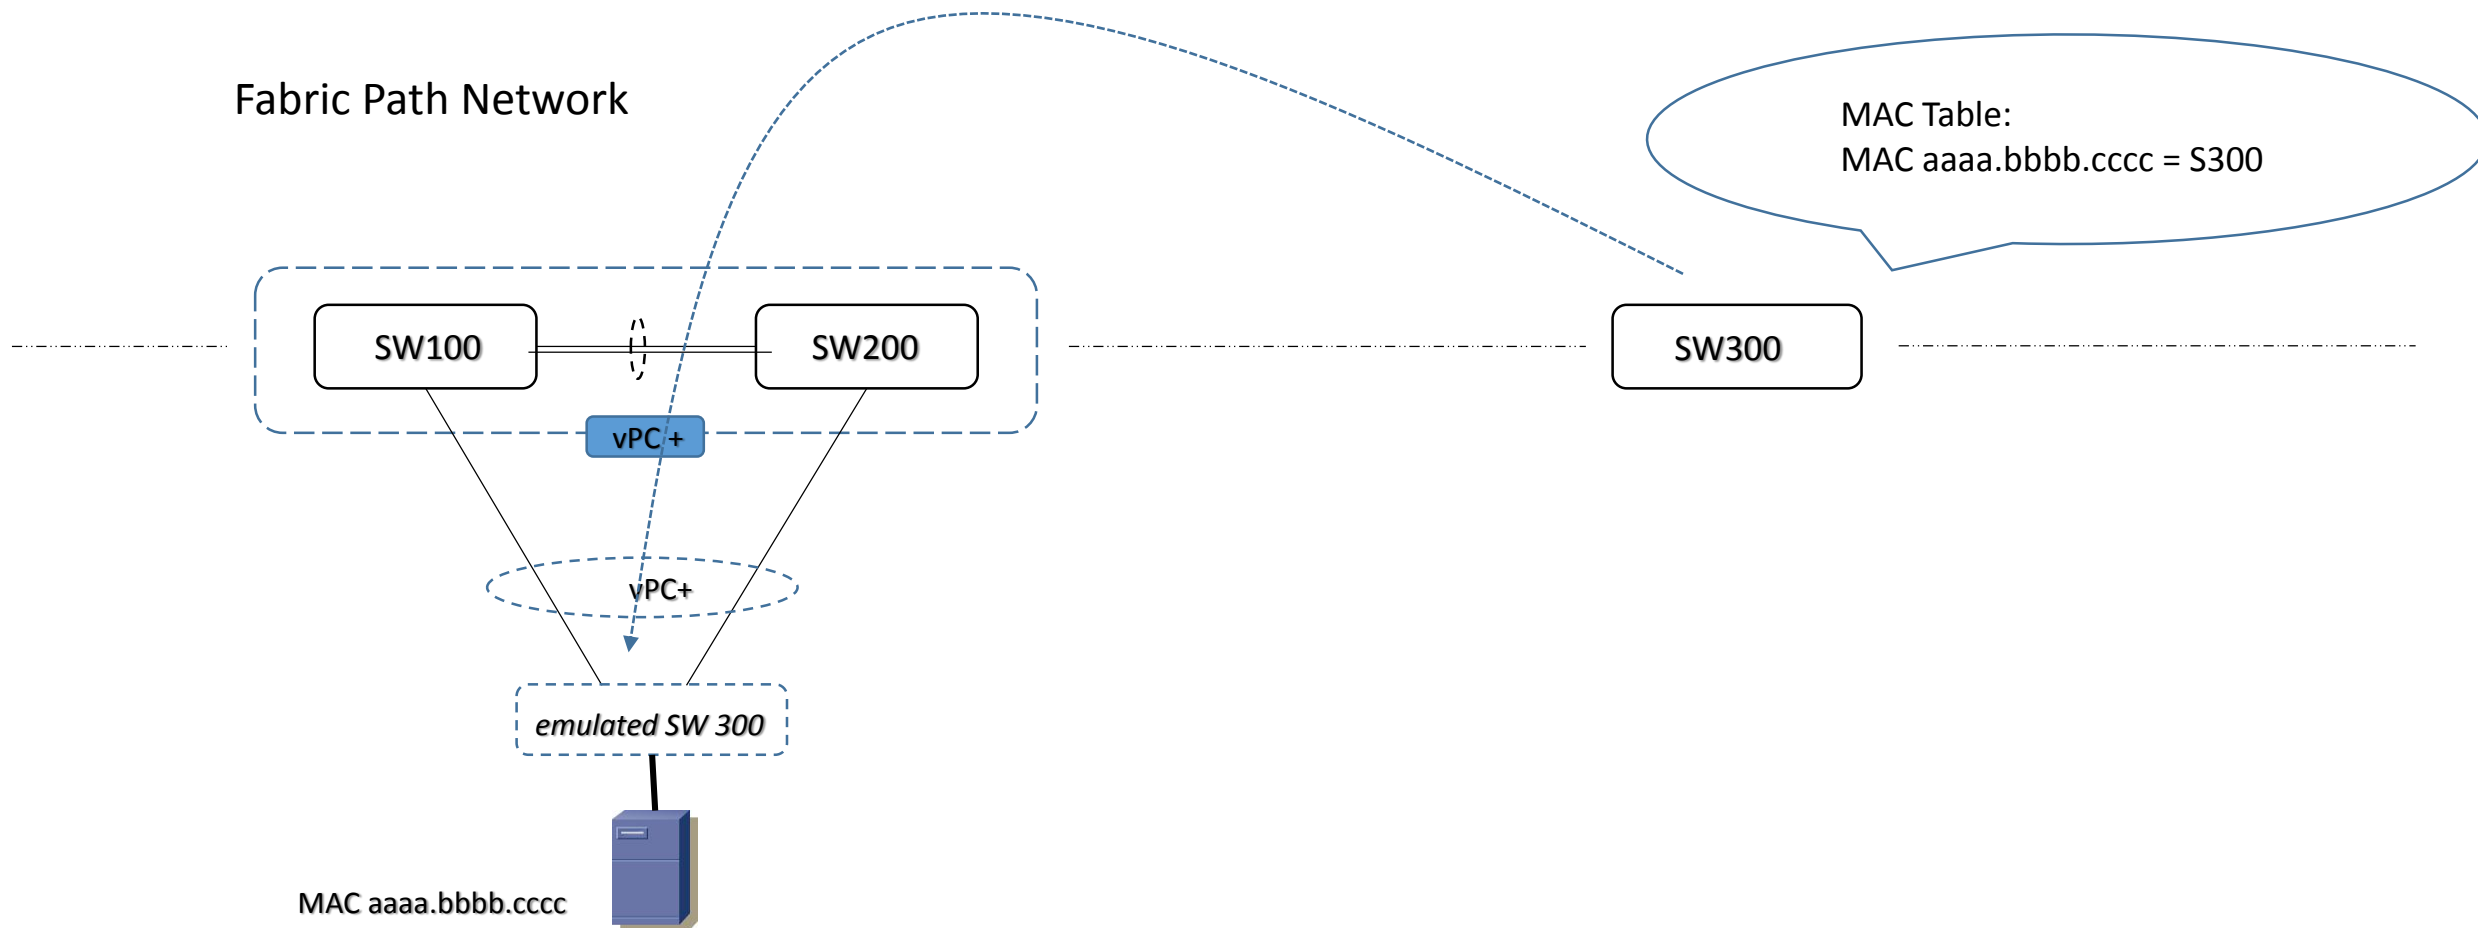 Fabric Path Network
MAC Table:
MAC aaaa.bbbb.cccc = S300
SW100
SW200
SW300
vPC +
vPC+
emulated SW 300
MAC aaaa.bbbb.cccc